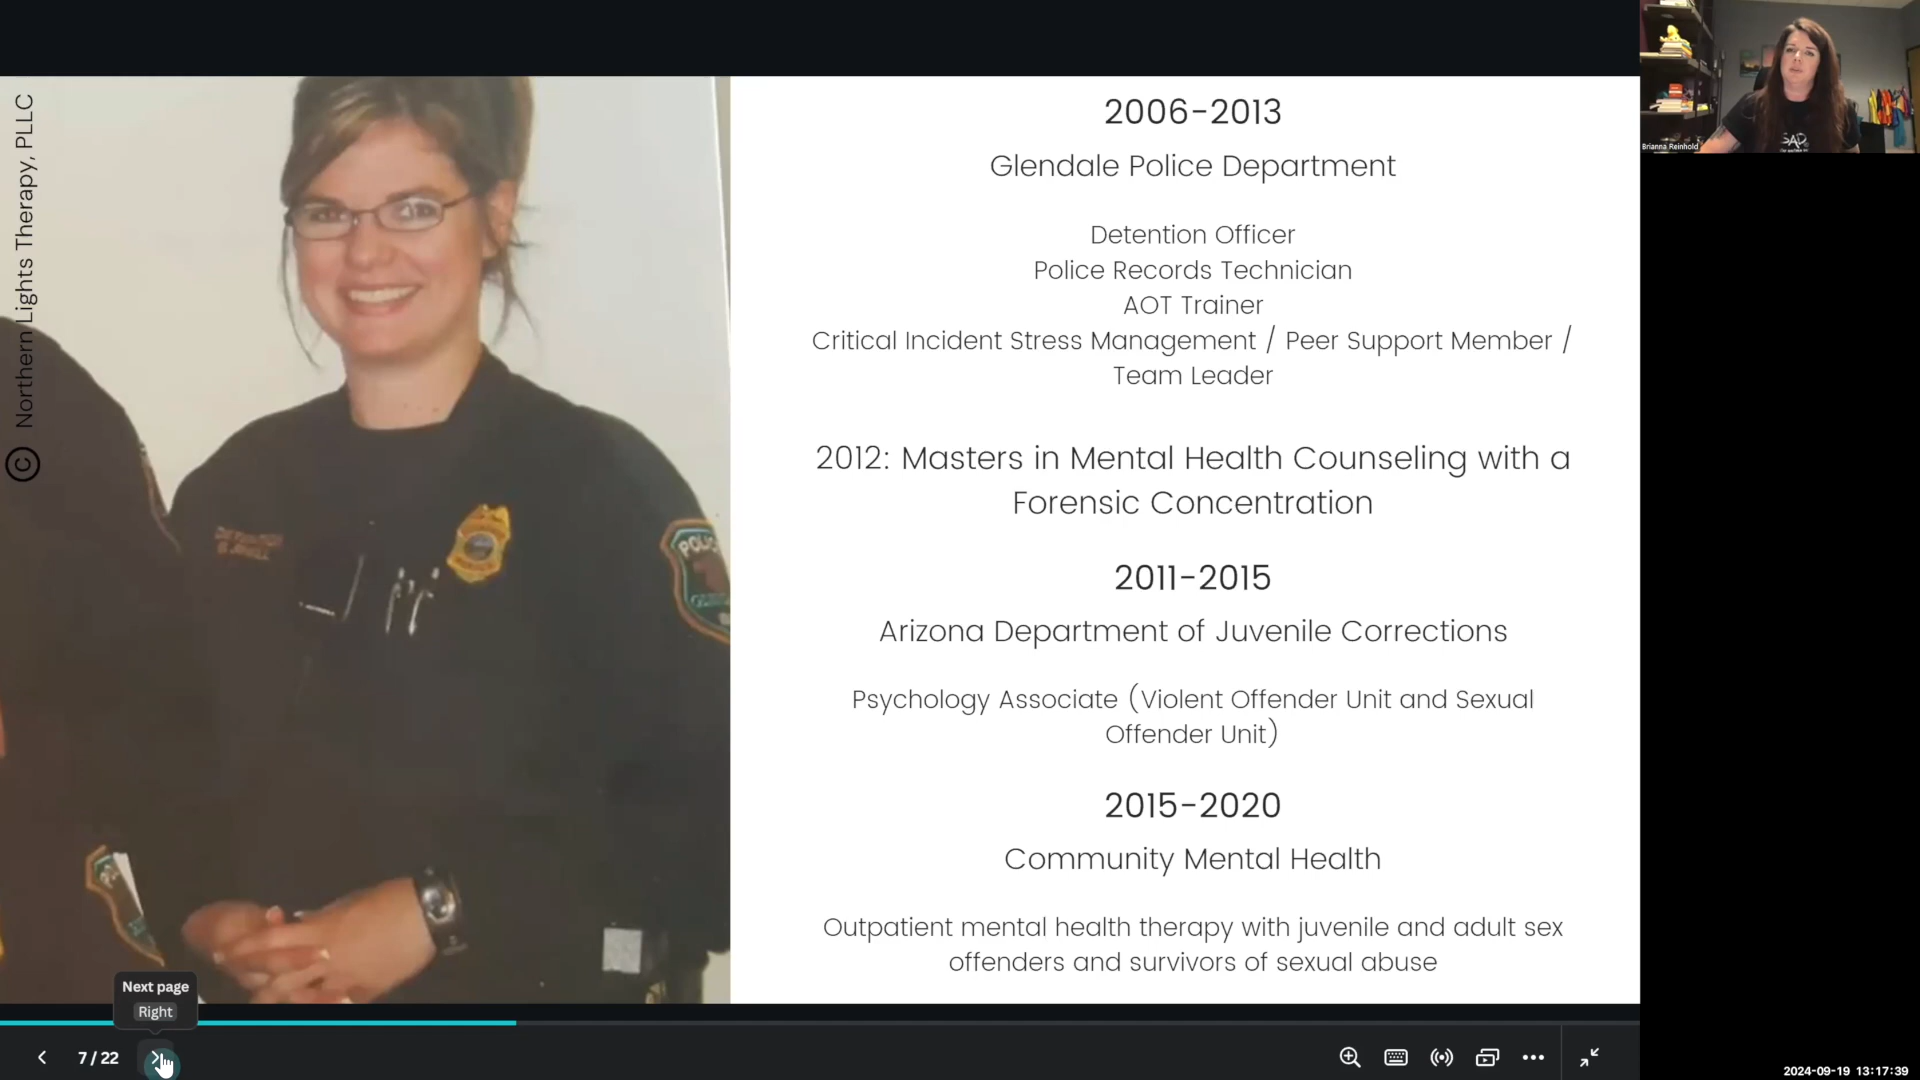 © Northern Lights Therapy, PLLC
2006-2013
Glendale Police Department
Detention Officer
Police Records Technician
AOT Trainer
Critical Incident Stress Management / Peer Support Member /
Team Leader
2012: Masters in Mental Health Counseling with a
Forensic Concentration
2011-2015
Arizona Department of Juvenile Corrections
Psychology Associate (Violent Offender Unit and Sexual
Offender Unit)
2015-2020
Community Mental Health
Outpatient mental health therapy with juvenile and adult sex
offenders and survivors of sexual abuse
Brianna Reinhold
Next page
Right
7 / 22
2024-09-19 13:17:39